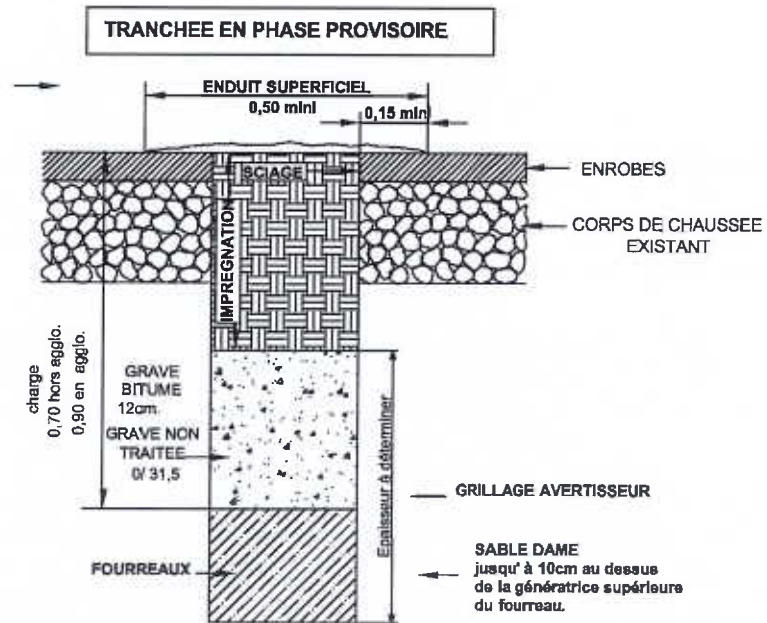 TRANCHEE EN PHASE PROVISOIRE
ENDUIT SUPERFICIEL
0,50 mini
0,15 mini
SCIAGE
ENROBES
IMPREGNATION
CORPS DE CHAUSSEE
EXISTANT
charge
0,70 hors agglo.
0,90 en agglo.
GRAVE
BITUME
12cm
GRAVE NON
TRAITEE
0/ 31,5
Epaisseur à déterminer
GRILLAGE AVERTISSEUR
FOURREAUX
SABLE DAME
jusqu' à 10cm au dessus
de la génératrice supérieure
du fourreau.